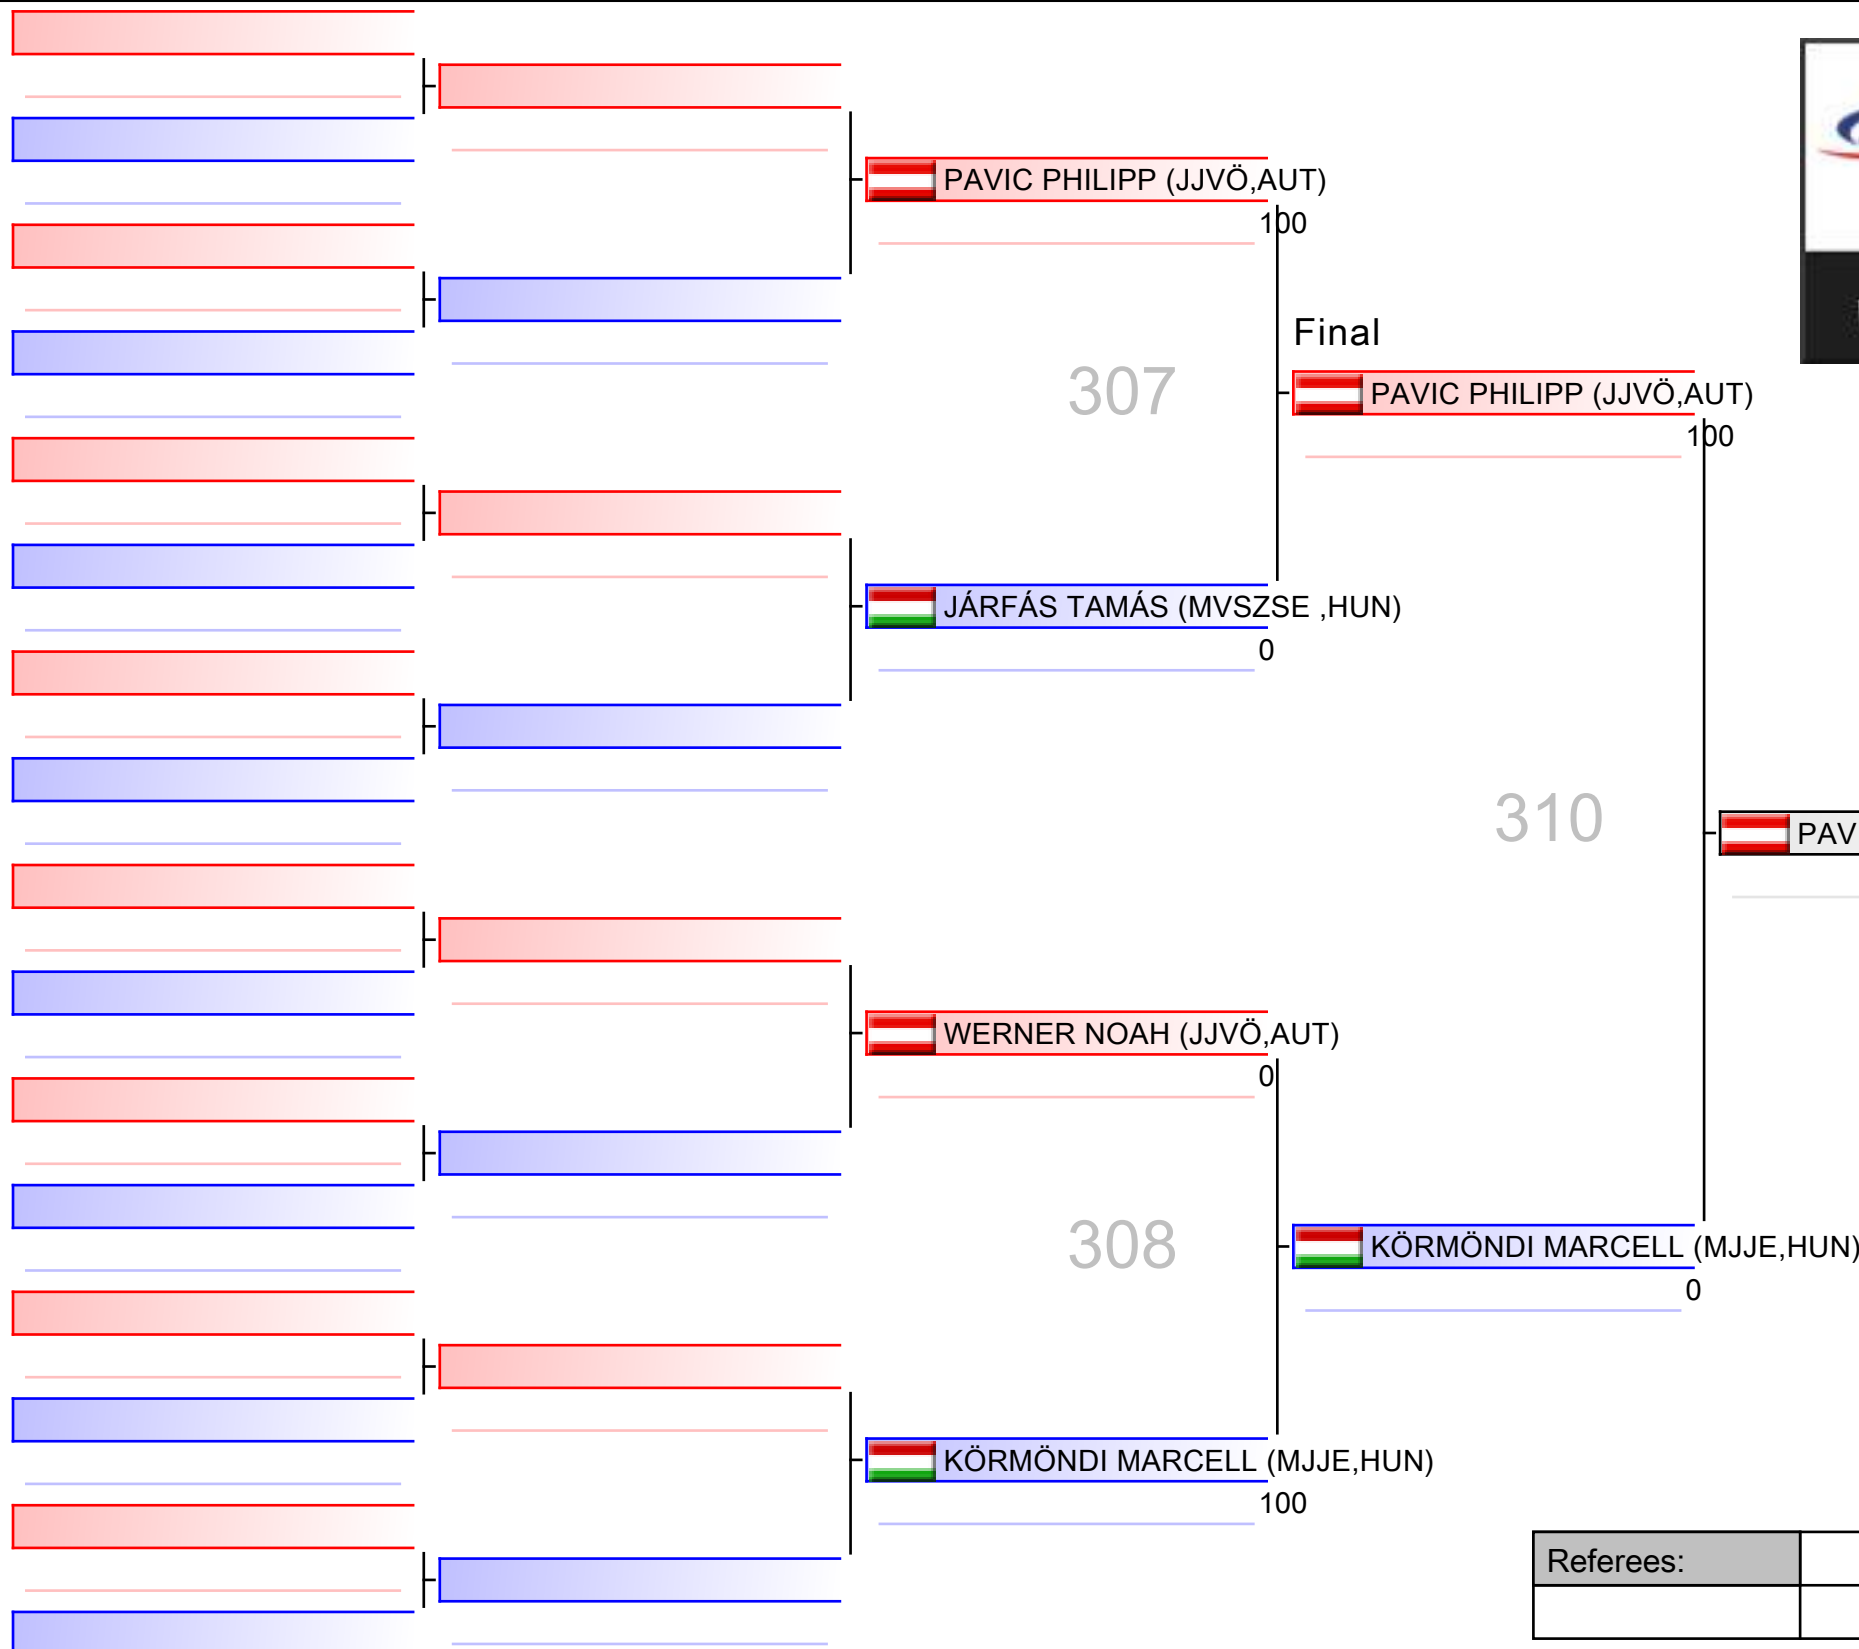 PAVIC PHILIPP (JJVÖ,AUT)
100
307
Final
PAVIC PHILIPP (JJVÖ,AUT)
100
JÁRFÁS TAMÁS (MVSZSE ,HUN)
0
310
PAV
WERNER NOAH (JJVÖ,AUT)
0
308
KÖRMÖNDI MARCELL (MJJE,HUN)
0
KÖRMÖNDI MARCELL (MJJE,HUN)
100
Referees: